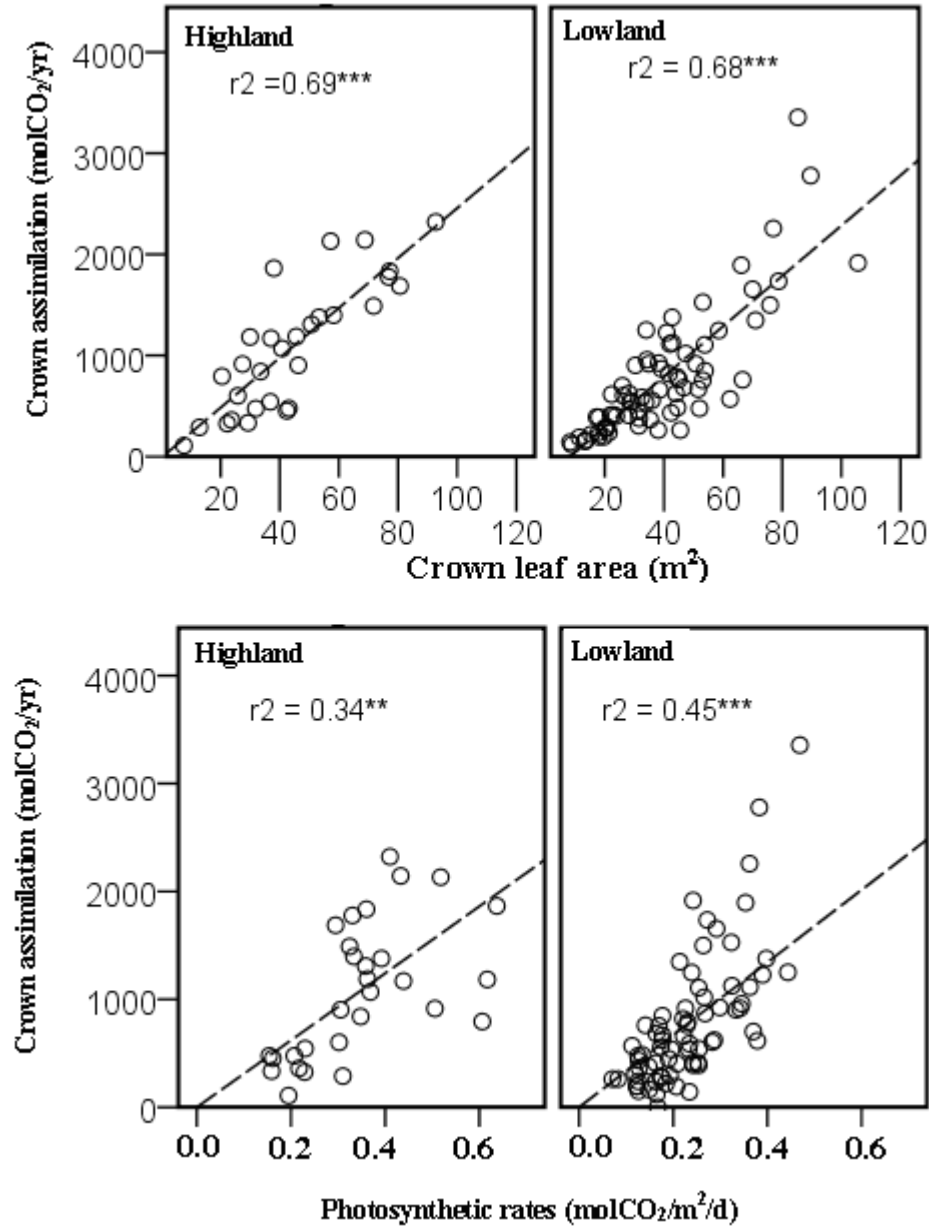 Highland
Lowland
r2 =0.69***
r2 = 0.68***
Crown assimilation (molCO₂/yr)
4000
3000
2000
1000
0
20 60 100 20 60 100
40 80 120 40 80 120
Crown leaf area (m²)
Highland
Lowland
r2 = 0.34**
r2 = 0.45***
Crown assimilation (molCO₂/yr)
4000
3000
2000
1000
0
0.0 0.2 0.4 0.6 0.0 0.2 0.4 0.6
Photosynthetic rates (molCO₂/m²/d)